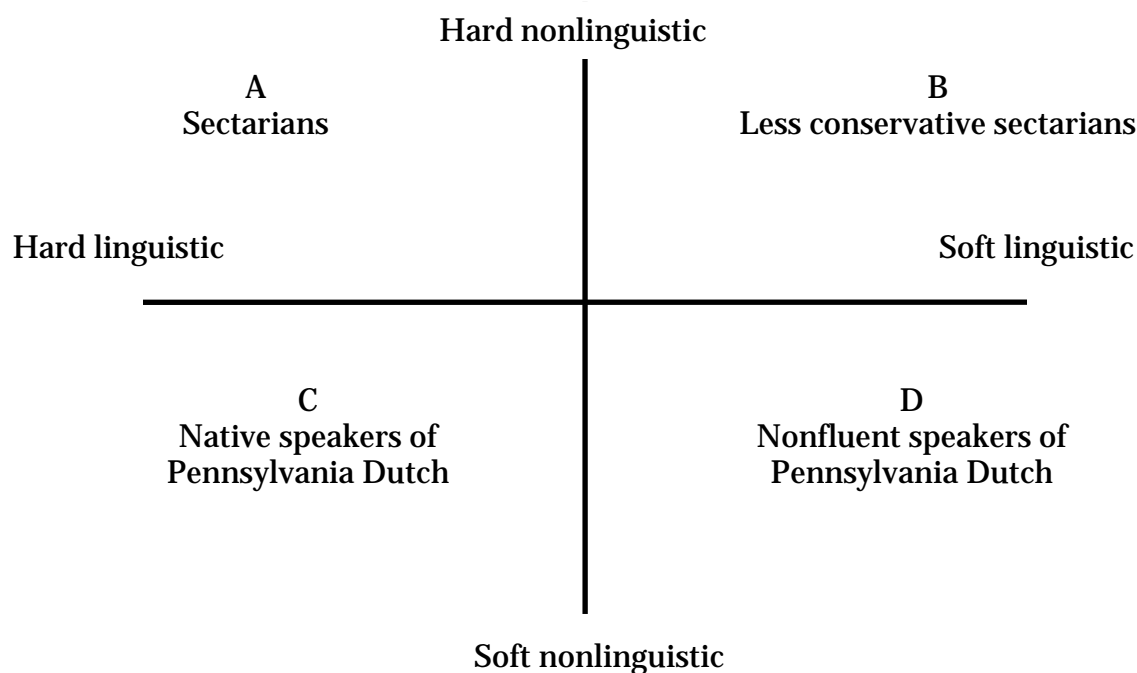 Hard nonlinguistic
A
Sectarians
B
Less conservative sectarians
Hard linguistic
Soft linguistic
C
Native speakers of
Pennsylvania Dutch
D
Nonfluent speakers of
Pennsylvania Dutch
Soft nonlinguistic